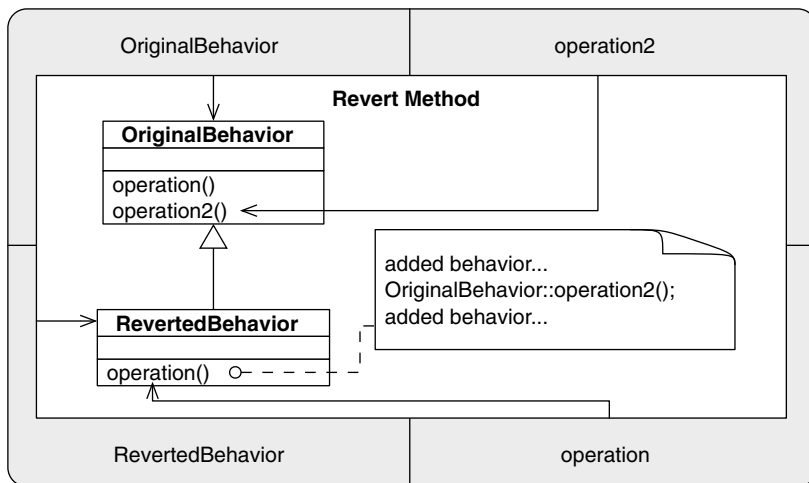 OriginalBehavior
operation2
Revert Method
OriginalBehavior
operation()
operation2()
added behavior...
OriginalBehavior::operation2();
added behavior...
RevertedBehavior
operation()
RevertedBehavior
operation